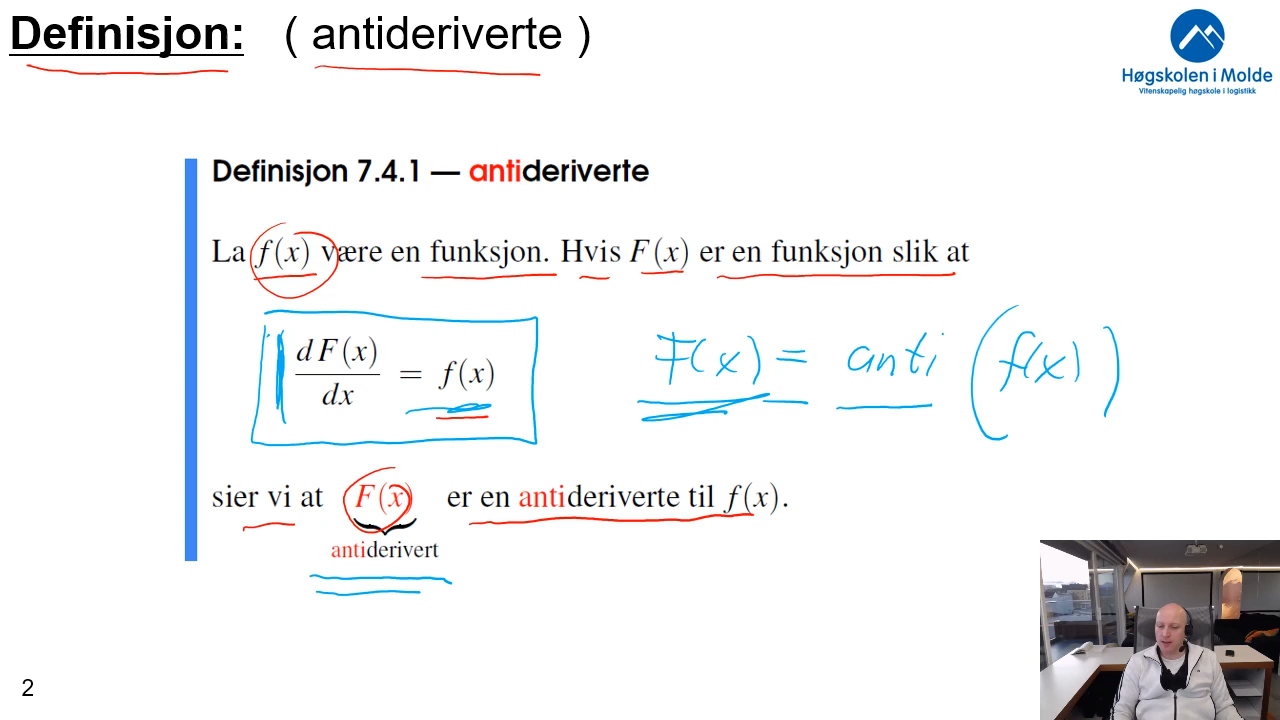 Definisjon: ( antideriverte )
Høgskolen i Molde
Vitenskapelig høgskole i logistikk
Definisjon 7.4.1 — antideriverte
La f(x) være en funksjon. Hvis F(x) er en funksjon slik at
dF(x)
dx
= f(x)
F(x) = anti (f(x))
sier vi at F(x) er en antideriverte til f(x).
antiderivert
2